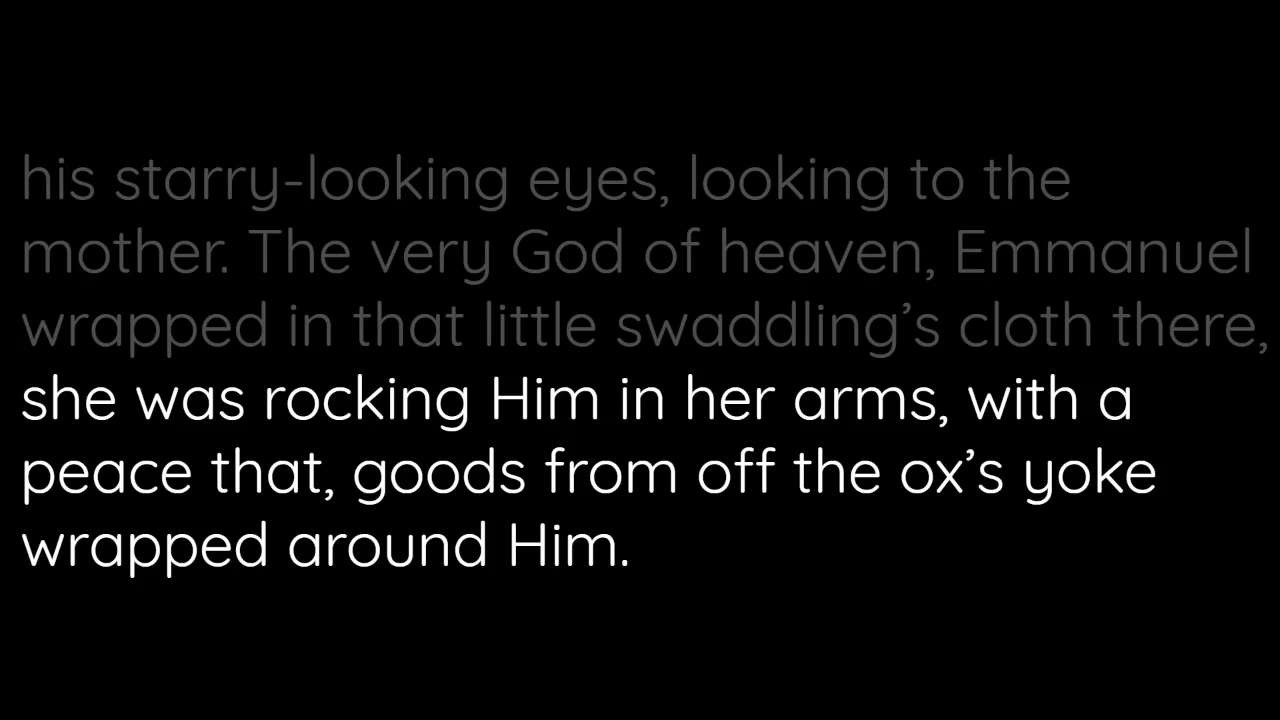 his starry-looking eyes, looking to the
mother. The very God of heaven, Emmanuel
wrapped in that little swaddling’s cloth there,
she was rocking Him in her arms, with a
peace that, goods from off the ox’s yoke
wrapped around Him.